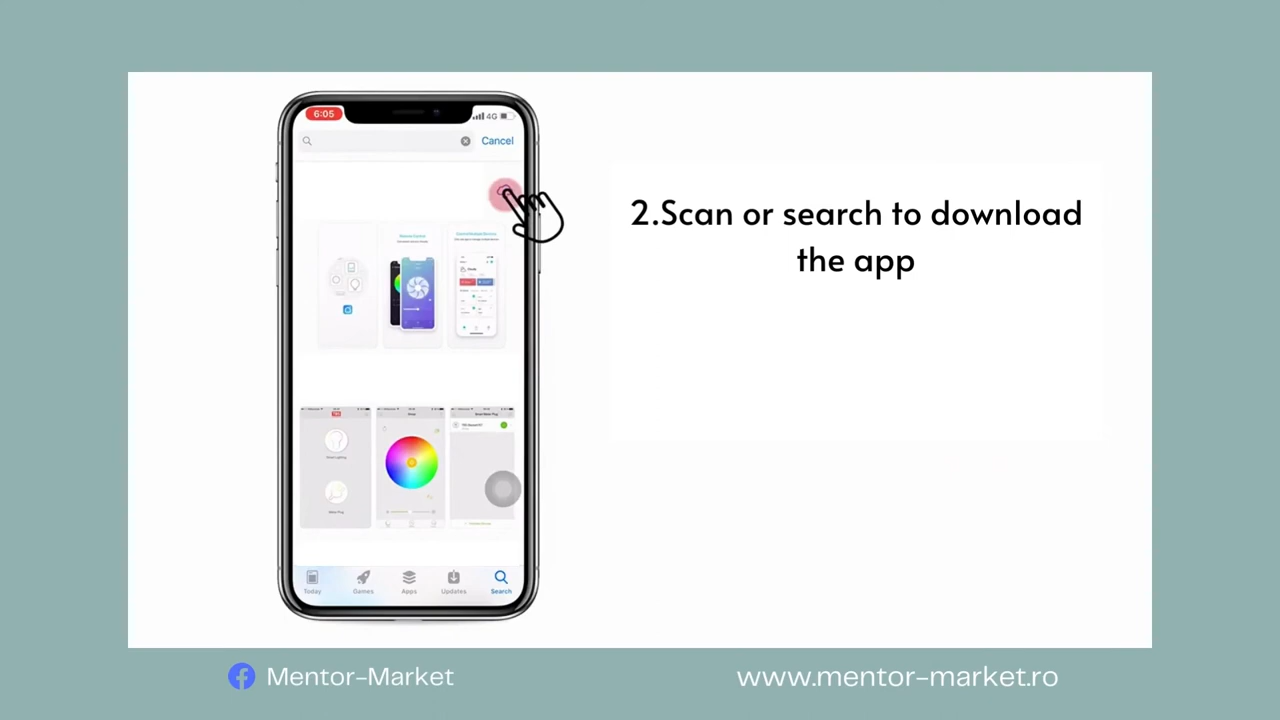 6:05
4G
Cancel
2.Scan or search to download
the app
Today
Games
Apps
Updates
Search
Mentor-Market
www.mentor-market.ro